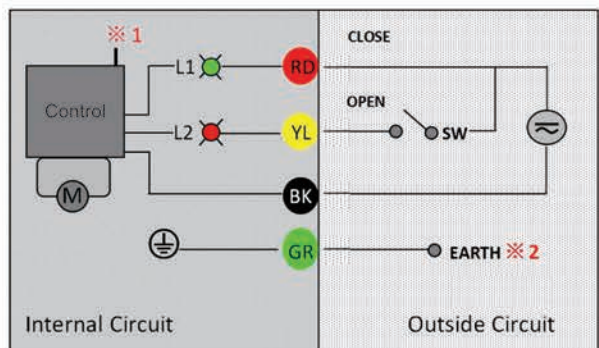 ※ 1
Control
M
L1
RD
CLOSE
L2
YL
OPEN
SW
BK
GR
EARTH ※ 2
Internal Circuit
Outside Circuit